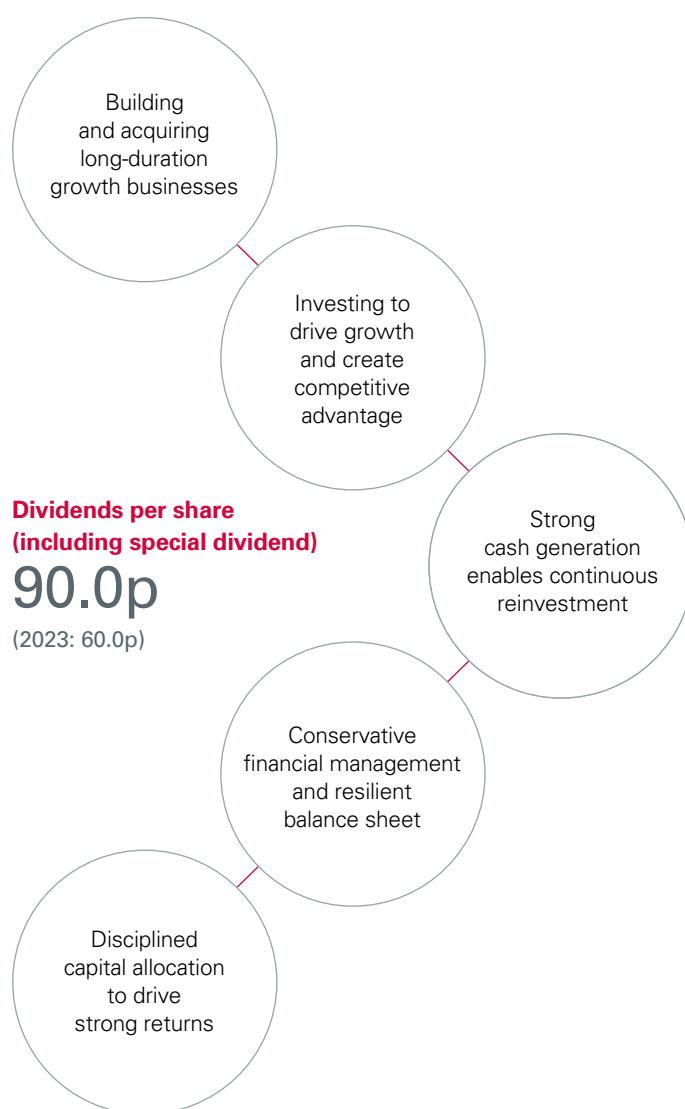 Building
and acquiring
long-duration
growth businesses
Investing to
drive growth
and create
competitive
advantage
Dividends per share
(including special dividend)
90.0p
(2023: 60.0p)
Strong
cash generation
enables continuous
reinvestment
Conservative
financial management
and resilient
balance sheet
Disciplined
capital allocation
to drive
strong returns